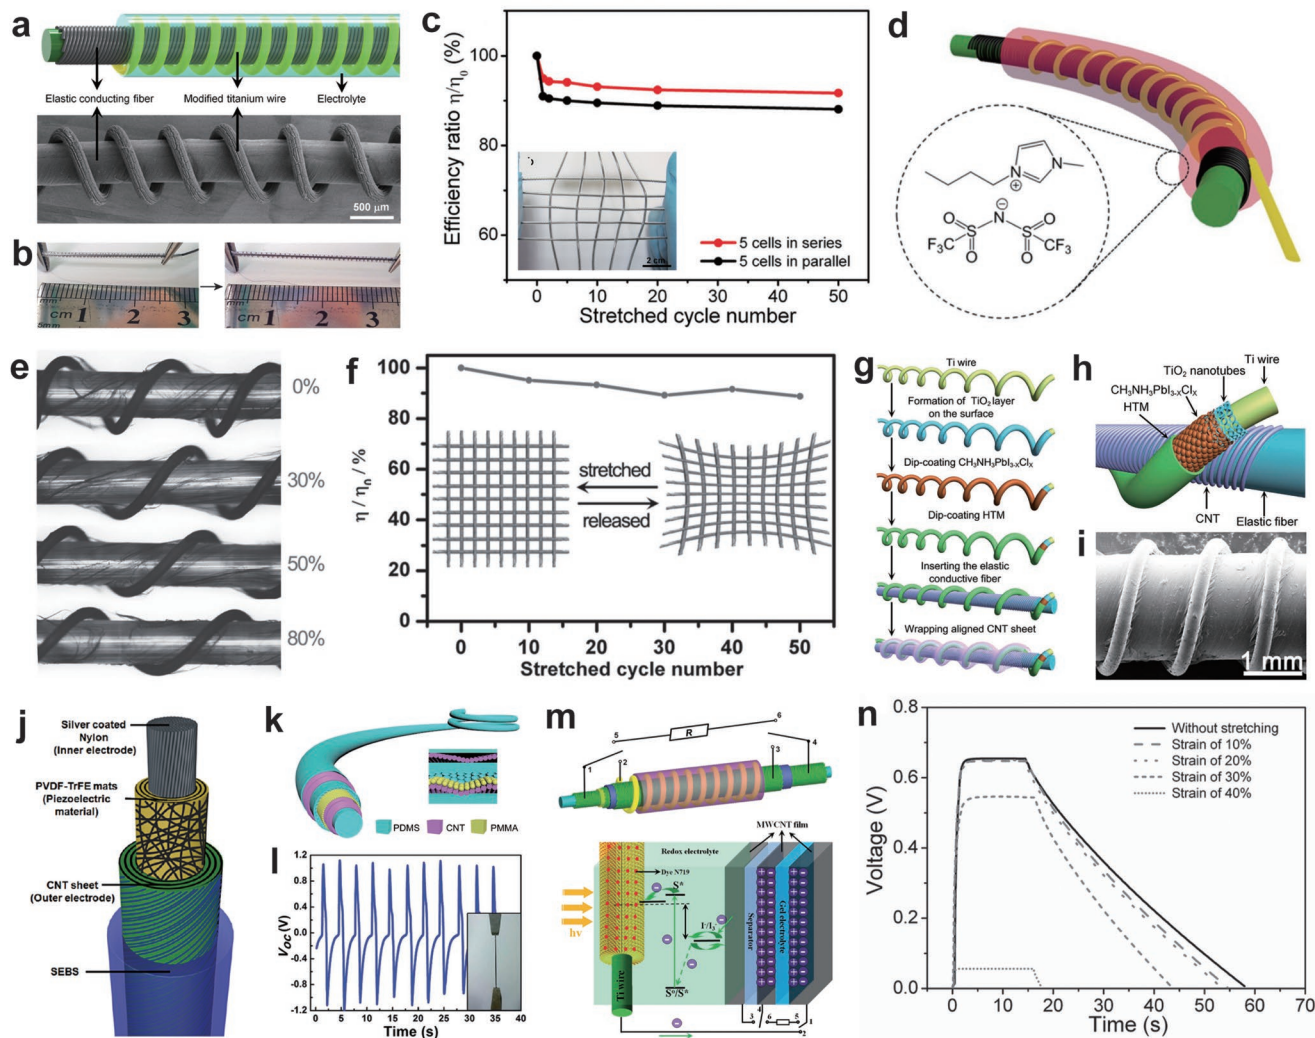 a
Elastic conducting fiber
Modified titanium wire
Electrolyte
500 μm
b
cm 1 2 3
cm 1 2 3
c
Efficiency ratio η/η0 (%)
100
80
60
0 10 20 30 40 50
Stretched cycle number
2 cm
5 cells in series
5 cells in parallel
d
N
N
⊕
⊖
O O
N
F3C S S CF3
O O
e
0%
30%
50%
80%
f
η / η0 / %
100
80
60
40
20
0
0 10 20 30 40 50
Stretched cycle number
stretched
released
g
Ti wire
Formation of TiO2 layer
on the surface
Dip-coating CH3NH3PbI3-xClx
Dip-coating HTM
Inserting the elastic
conductive fiber
Wrapping aligned CNT sheet
h
Ti wire
TiO2 nanotubes
CH3NH3PbI3-xClx
HTM
CNT
Elastic fiber
i
1 mm
j
Silver coated
Nylon
(Inner electrode)
PVDF-TrFE mats
(Piezoelectric
material)
CNT sheet
(Outer electrode)
SEBS
k
PDMS CNT PMMA
l
VOC (V)
1.2
0.8
0.4
0.0
-0.4
-0.8
-1.2
0 5 10 15 20 25 30 35 40
Time (s)
m
R
1 2 3 4 5 6
MWCNT film
Redox electrolyte
Dye N719
S*
hv
I-/I3-
S0/S+
Ti wire
Separator
Gel electrolyte
3 4 6 5 1
2
n
Voltage (V)
0.8
0.6
0.4
0.2
0.0
0 10 20 30 40 50 60 70
Time (s)
Without stretching
Strain of 10%
Strain of 20%
Strain of 30%
Strain of 40%